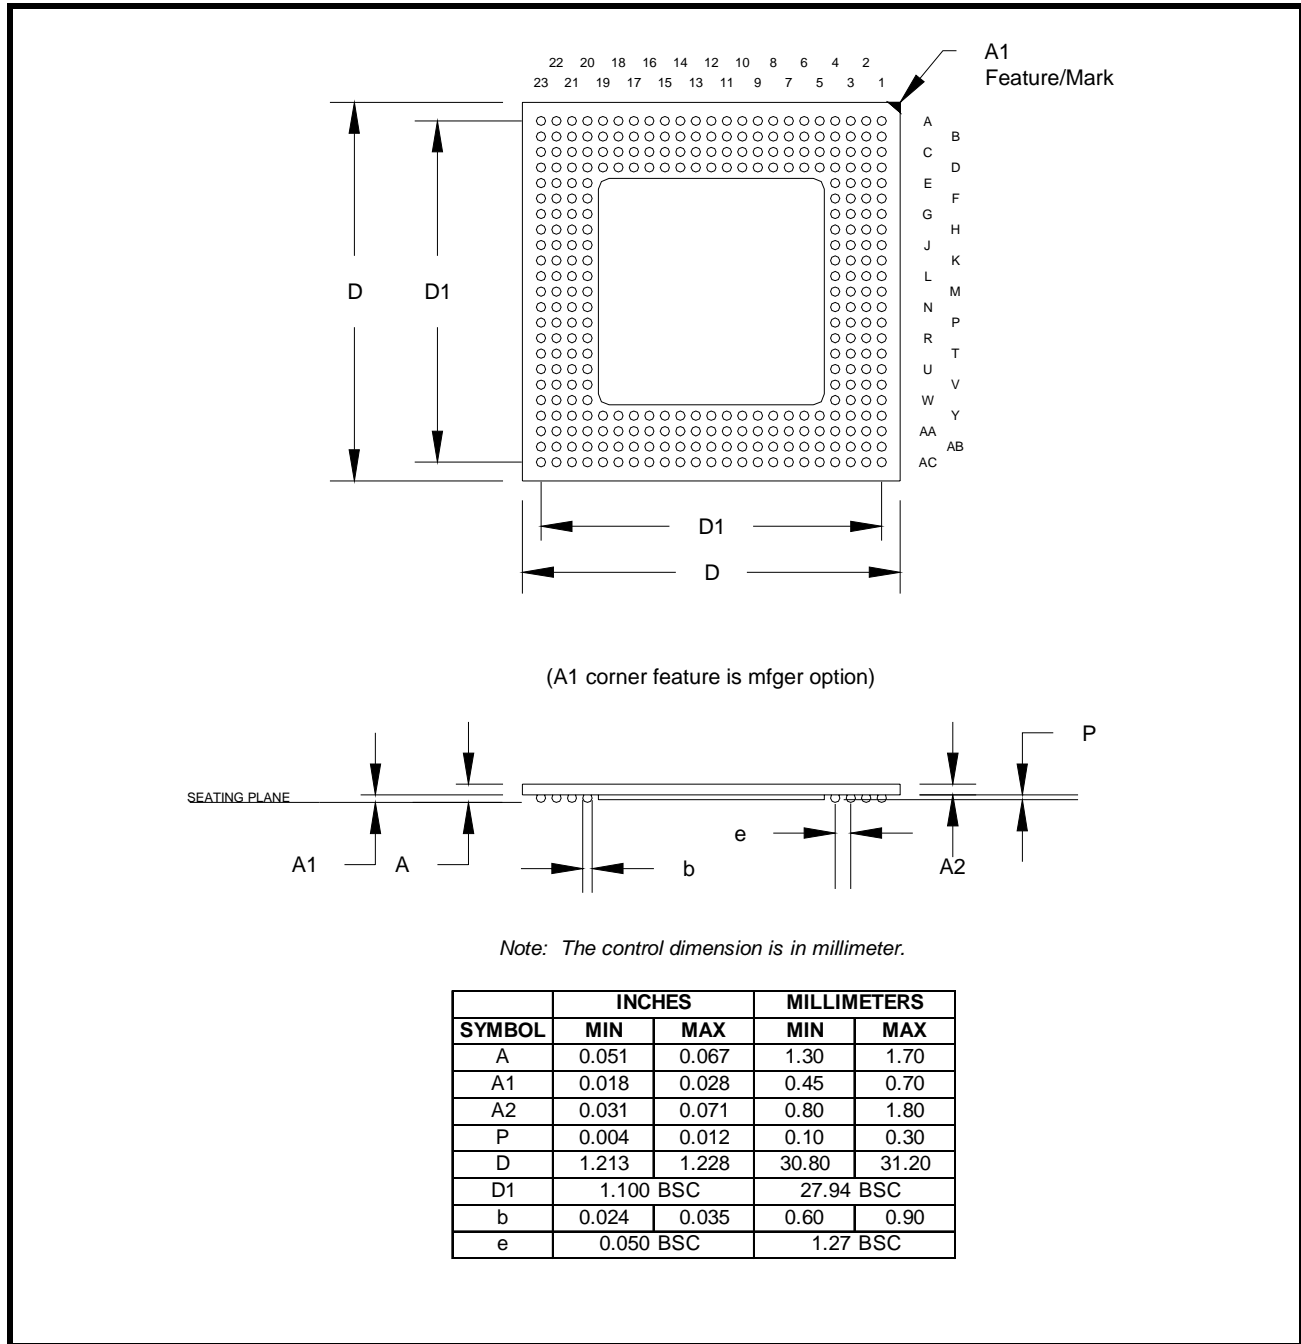 A1
Feature/Mark
22 20 18 16 14 12 10 8 6 4 2
23 21 19 17 15 13 11 9 7 5 3 1
A
B
C
D
E
F
G
H
J
K
L
M
N
P
R
T
U
V
W
Y
AA
AB
AC
D D1
D1
D
(A1 corner feature is mfger option)
P
SEATING PLANE
e
A1 A b A2
Note: The control dimension is in millimeter.
INCHES MILLIMETERS
SYMBOL MIN MAX MIN MAX
A 0.051 0.067 1.30 1.70
A1 0.018 0.028 0.45 0.70
A2 0.031 0.071 0.80 1.80
P 0.004 0.012 0.10 0.30
D 1.213 1.228 30.80 31.20
D1 1.100 BSC 27.94 BSC
b 0.024 0.035 0.60 0.90
e 0.050 BSC 1.27 BSC